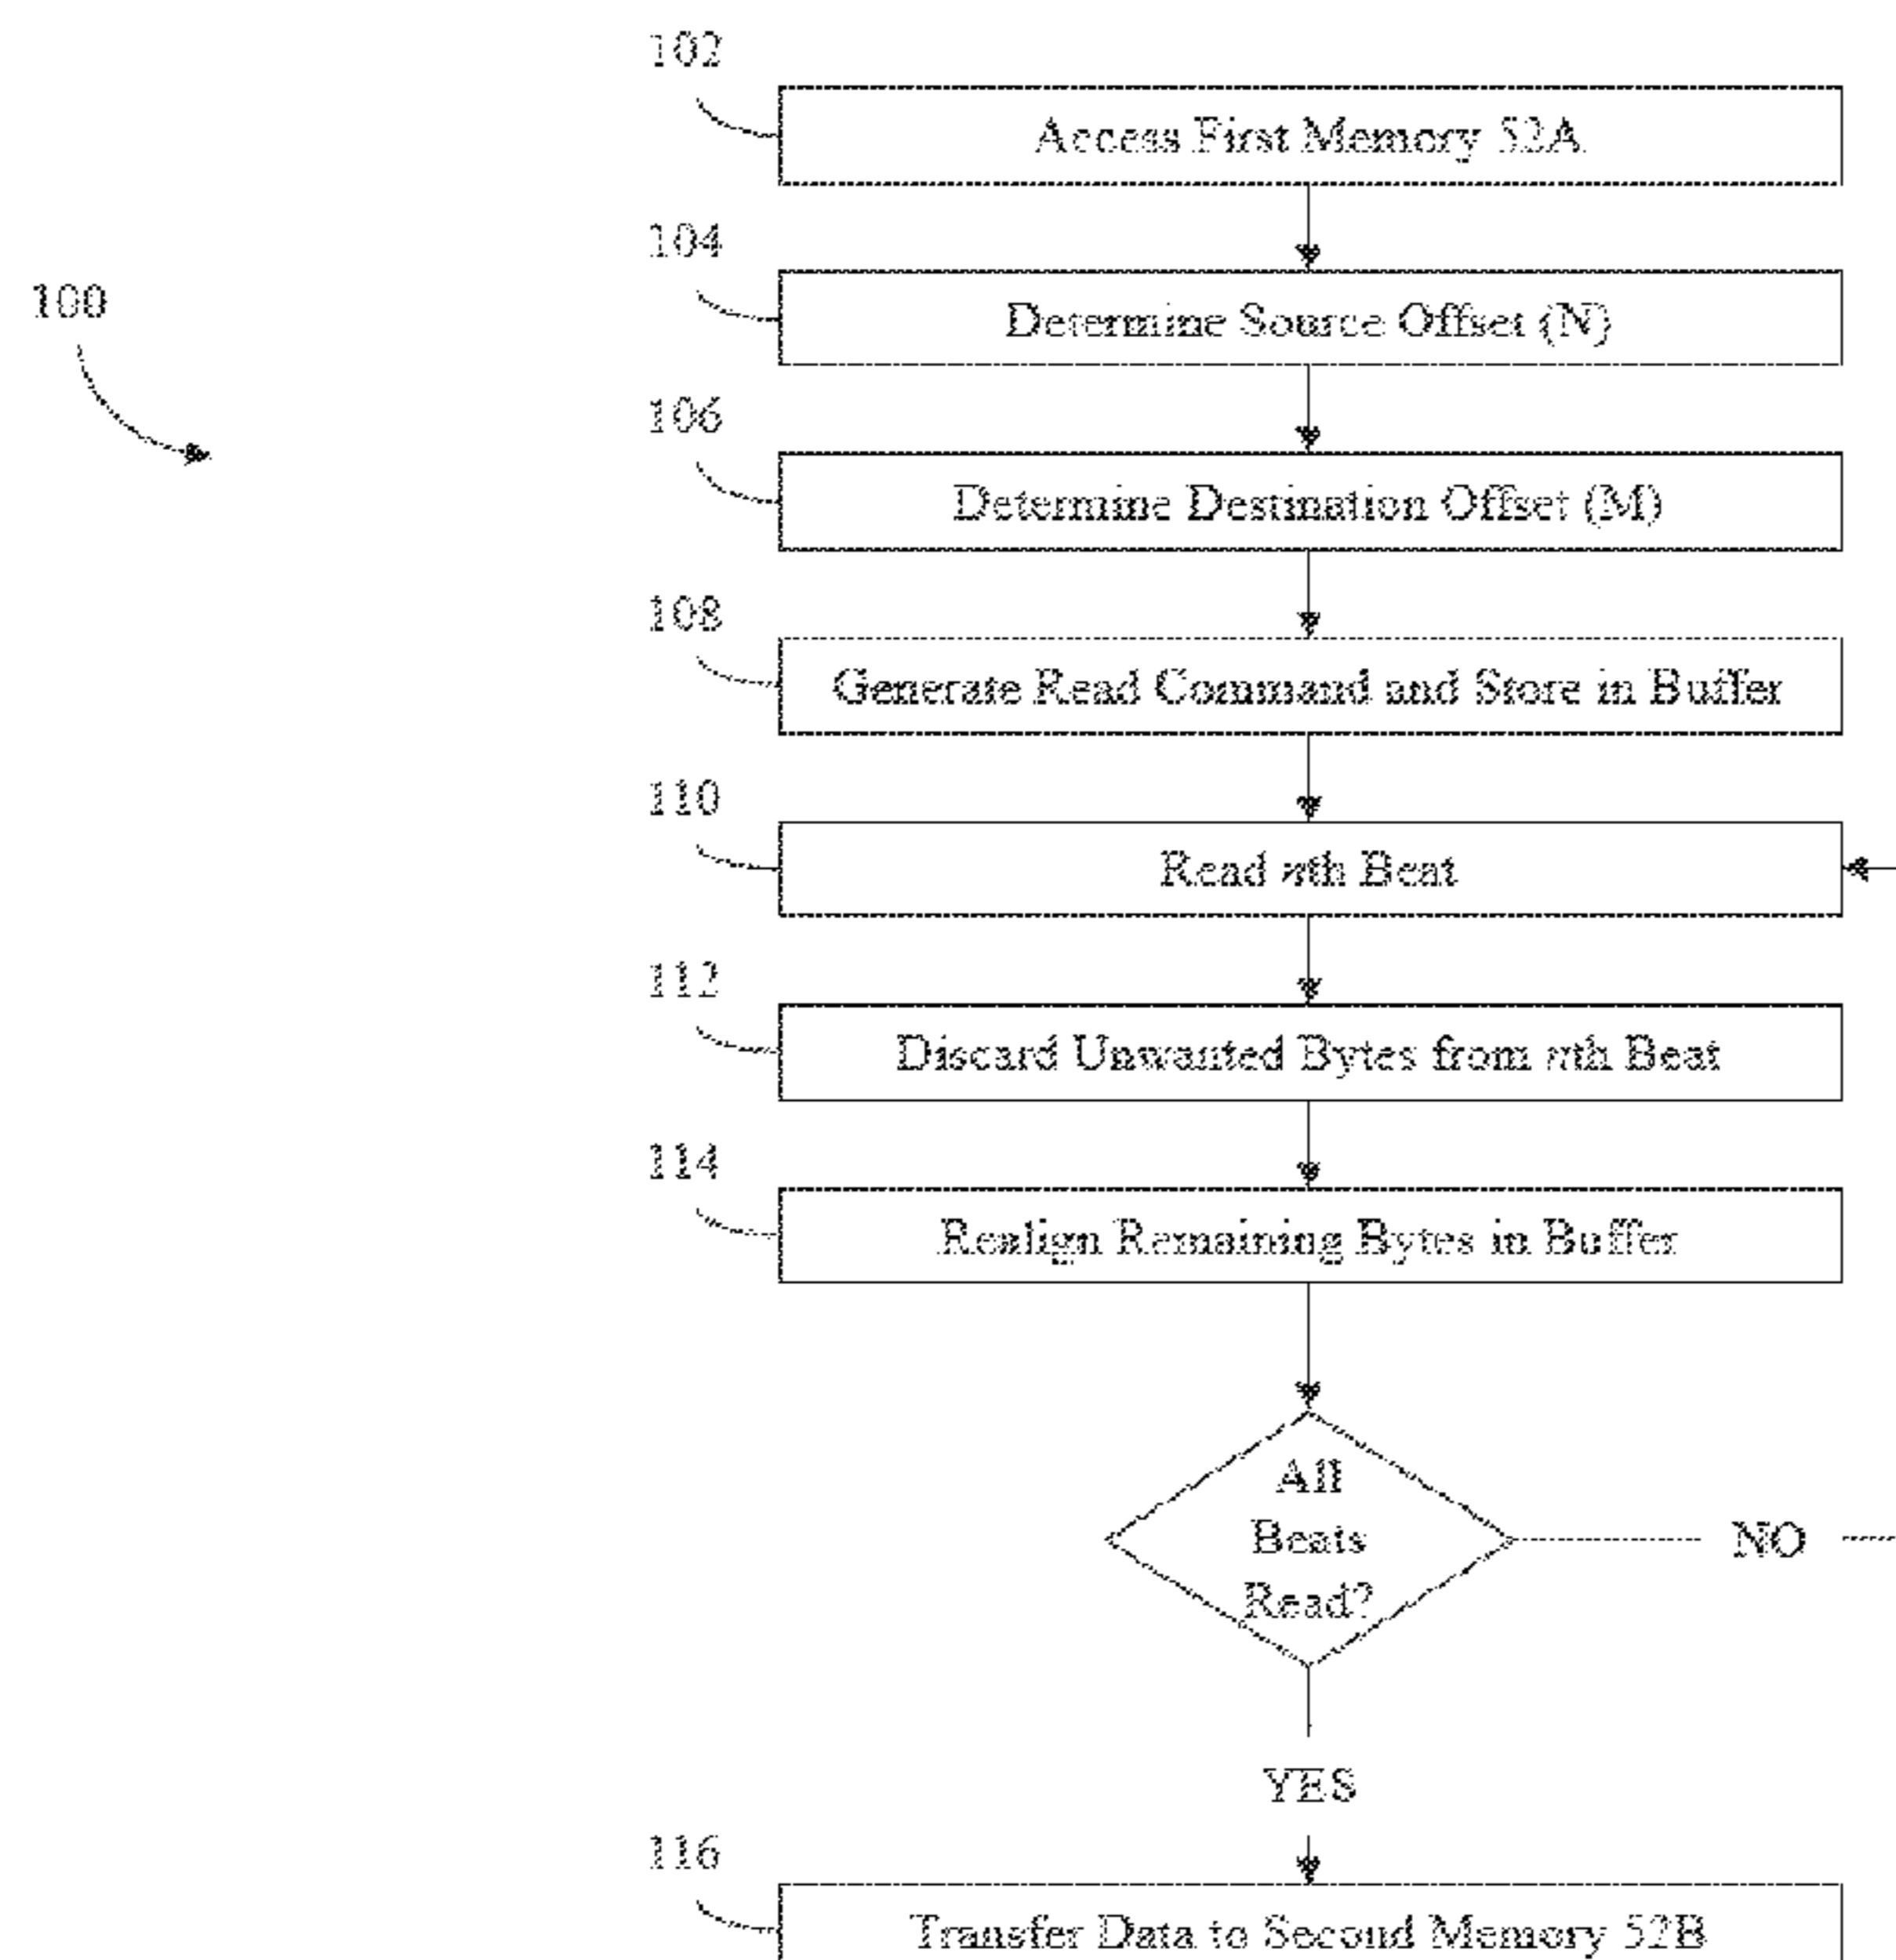 102
Access First Memory 52A
104
100
Determine Source Offset (N)
106
Determine Destination Offset (M)
108
Generate Read Command and Store in Buffer
110
Read nth Beat
112
Discard Unwanted Bytes from nth Beat
114
Realign Remaining Bytes in Buffer
All
Beats
Read?
NO
YES
116
Transfer Data to Second Memory 52B